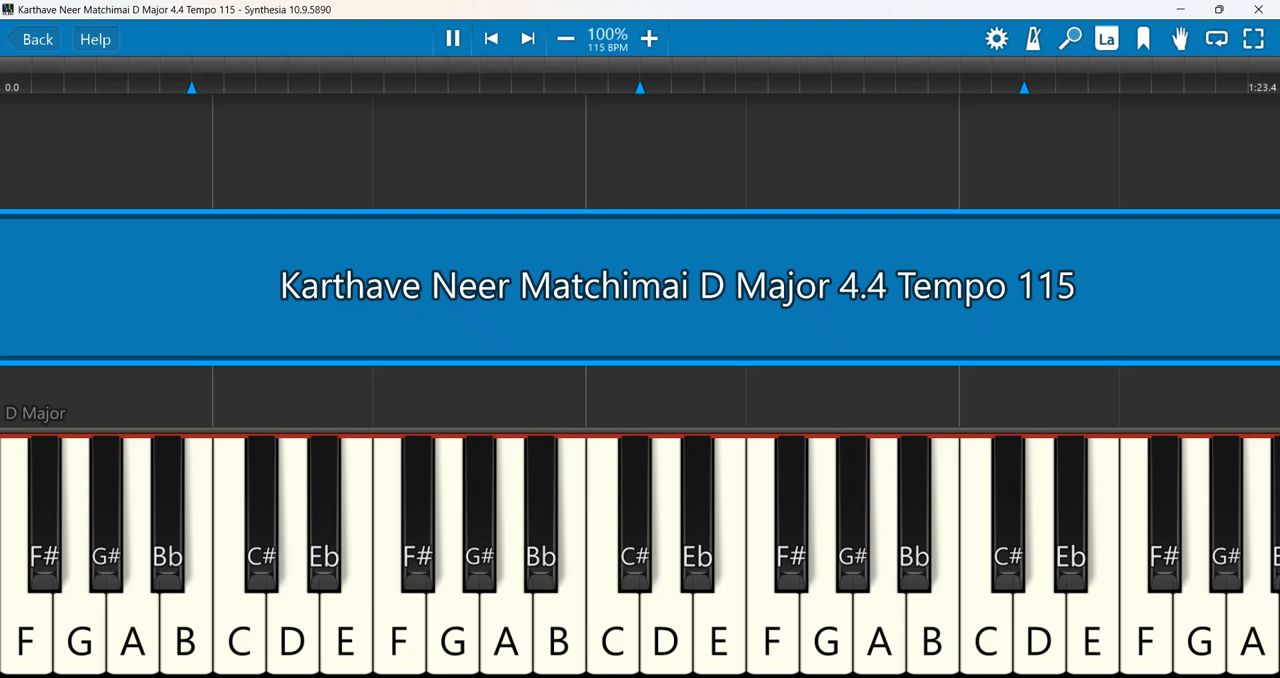 Karthave Neer Matchimai D Major 4.4 Tempo 115 - Synthesia 10.9.5890
Back Help 100% La
115 BPM
0.0 1:23.4
Karthave Neer Matchimai D Major 4.4 Tempo 115
D Major
F# G# Bb C# Eb F# G# Bb C# Eb F# G# Bb C# Eb F# G#
F G A B C D E F G A B C D E F G A B C D E F G A